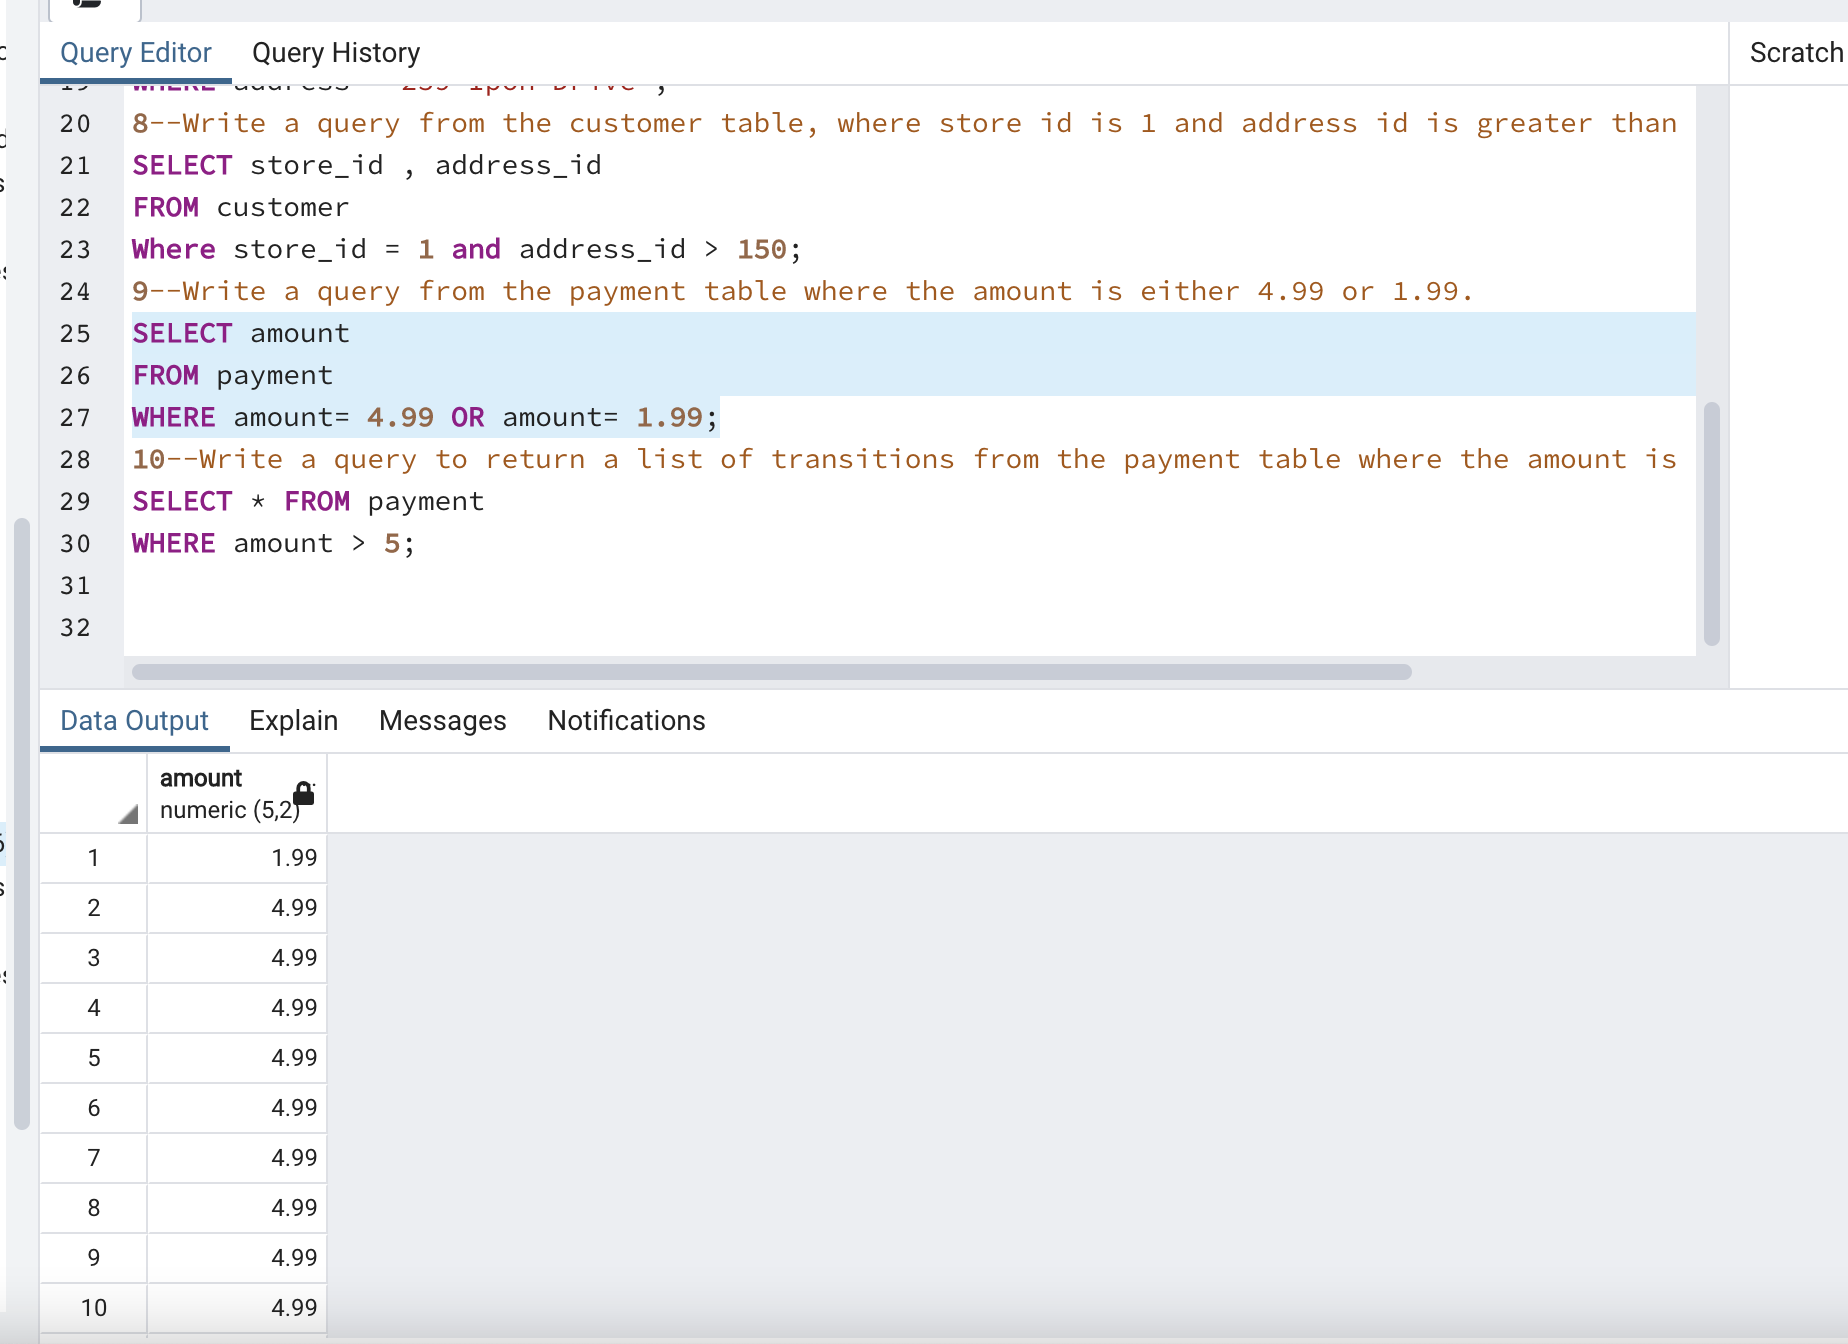 Query Editor Query History Scratch
19 WHERE address
20 8--Write a query from the customer table, where store id is 1 and address id is greater than
21 SELECT store_id , address_id
22 FROM customer
23 Where store_id = 1 and address_id > 150;
24 9--Write a query from the payment table where the amount is either 4.99 or 1.99.
25 SELECT amount
26 FROM payment
27 WHERE amount= 4.99 OR amount= 1.99;
28 10--Write a query to return a list of transitions from the payment table where the amount is
29 SELECT * FROM payment
30 WHERE amount > 5;
31
32
Data Output Explain Messages Notifications
amount
numeric (5,2)
1 1.99
2 4.99
3 4.99
4 4.99
5 4.99
6 4.99
7 4.99
8 4.99
9 4.99
10 4.99